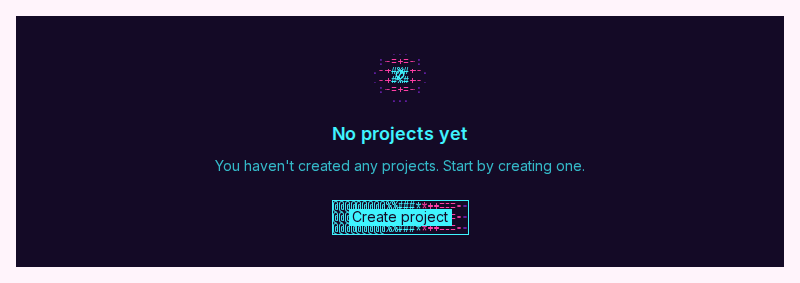 No projects yet
You haven't created any projects. Start by creating one.
Create project